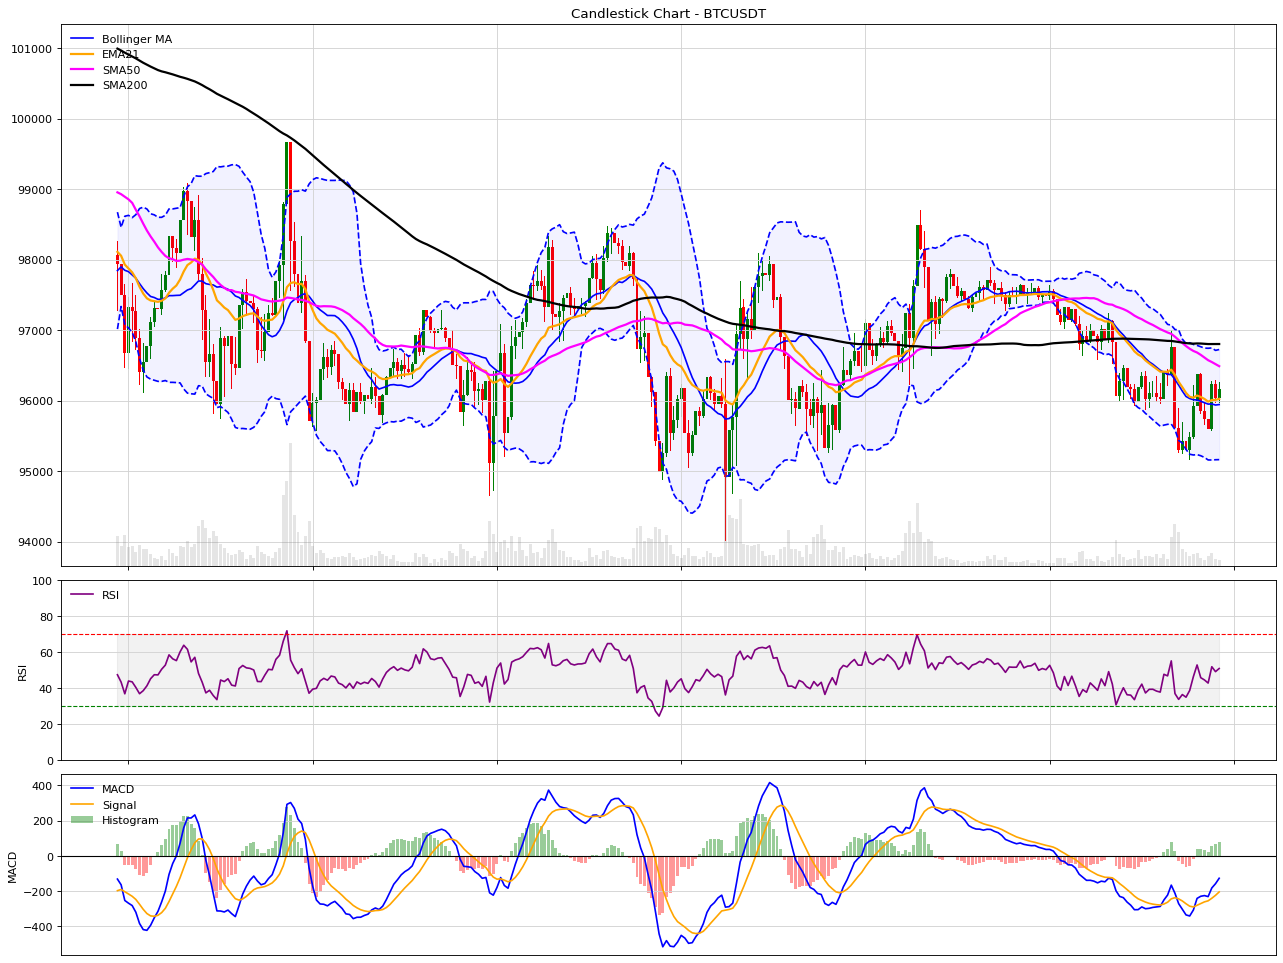 Candlestick Chart - BTCUSDT
Bollinger MA
EMA21
SMA50
SMA200
101000
100000
99000
98000
97000
96000
95000
94000
RSI
RSI
100
80
60
40
20
0
MACD
Signal
Histogram
MACD
400
200
0
−200
−400